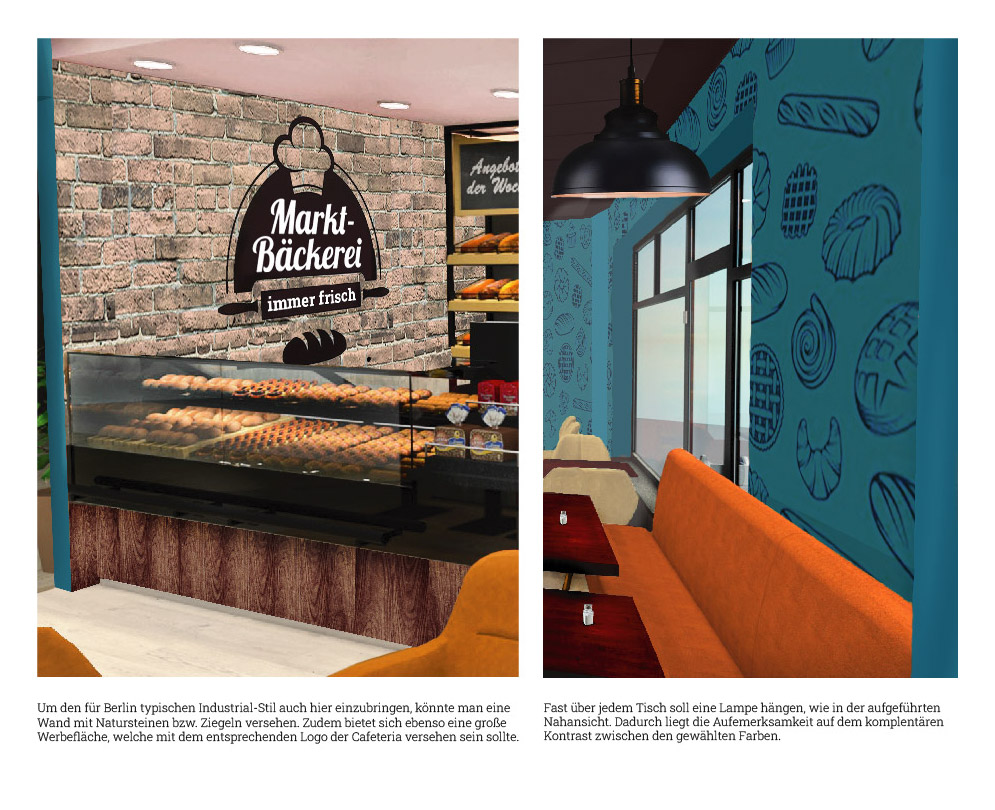 Angebot
der Woc
Markt-
Bäckerei
immer frisch
Um den für Berlin typischen Industrial-Stil auch hier einzubringen, könnte man eine
Wand mit Natursteinen bzw. Ziegeln versehen. Zudem bietet sich ebenso eine große
Werbefläche, welche mit dem entsprechenden Logo der Cafeteria versehen sein sollte.
Fast über jedem Tisch soll eine Lampe hängen, wie in der aufgeführten
Nahansicht. Dadurch liegt die Aufemerksamkeit auf dem komplentären
Kontrast zwischen den gewählten Farben.